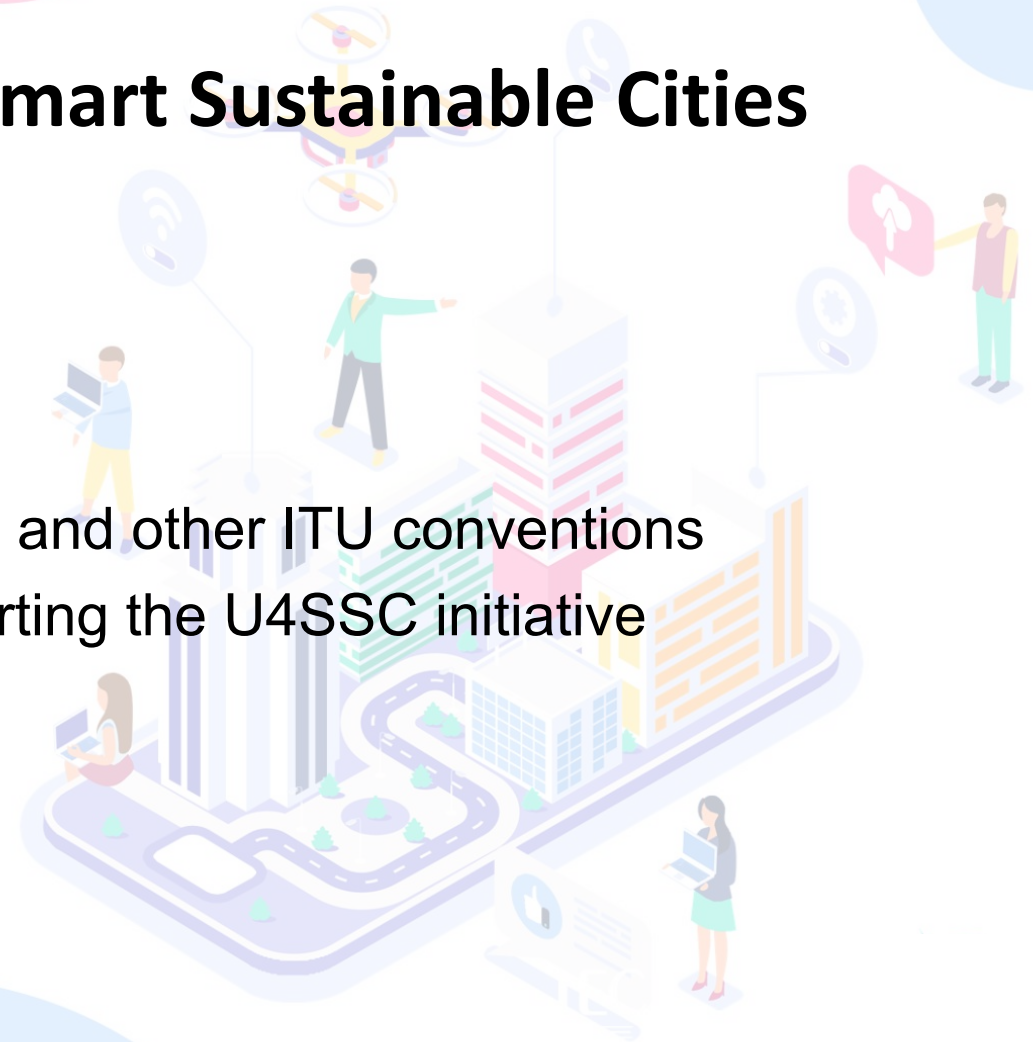 mart Sustainable Cities
and other ITU conventions
rting the U4SSC initiative